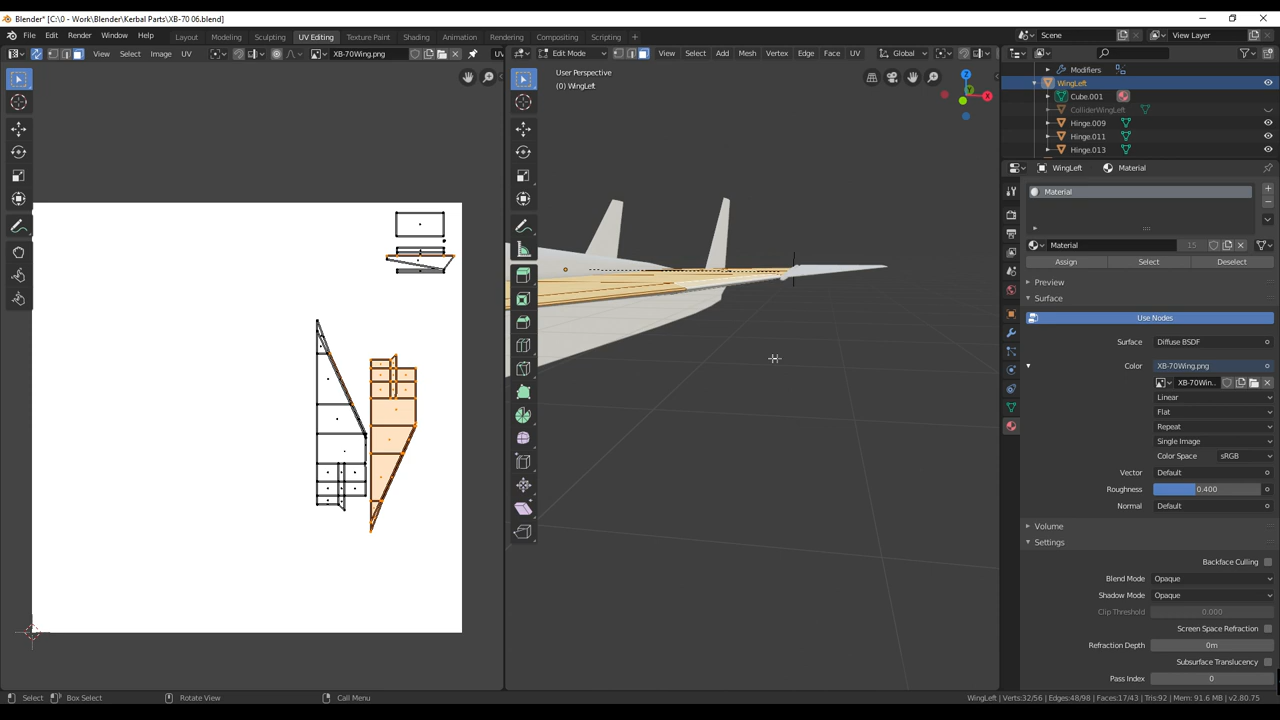 Blender* [C:\0 - Work\Blender\Kerbal Parts\XB-70 06.blend]
File Edit Render Window Help Layout Modeling Sculpting UV Editing Texture Paint Shading Animation Rendering Compositing Scripting + Scene View Layer
View Select Image UV XB-70Wing.png UV Edit Mode View Select Add Mesh Vertex Edge Face UV Global
User Perspective
(0) WingLeft
Modifiers
WingLeft
Cube.001
ColliderWingLeft
Hinge.009
Hinge.011
Hinge.013
WingLeft Material
Material
Material 15
Assign Select Deselect
Preview
Surface
Use Nodes
Surface: Diffuse BSDF
Color XB-70Wing.png
XB-70Win..
Linear
Flat
Repeat
Single Image
Color Space sRGB
Vector Default
Roughness 0.400
Normal Default
Volume
Settings
Backface Culling
Blend Mode Opaque
Shadow Mode Opaque
Clip Threshold 0.000
Screen Space Refraction
Refraction Depth 0m
Subsurface Translucency
Pass Index 0
Select Box Select Rotate View Call Menu WingLeft | Verts:32/56 | Edges:48/98 | Faces:17/43 | Tris:92 | Mem: 91.6 MB | v2.80.75
X
Z